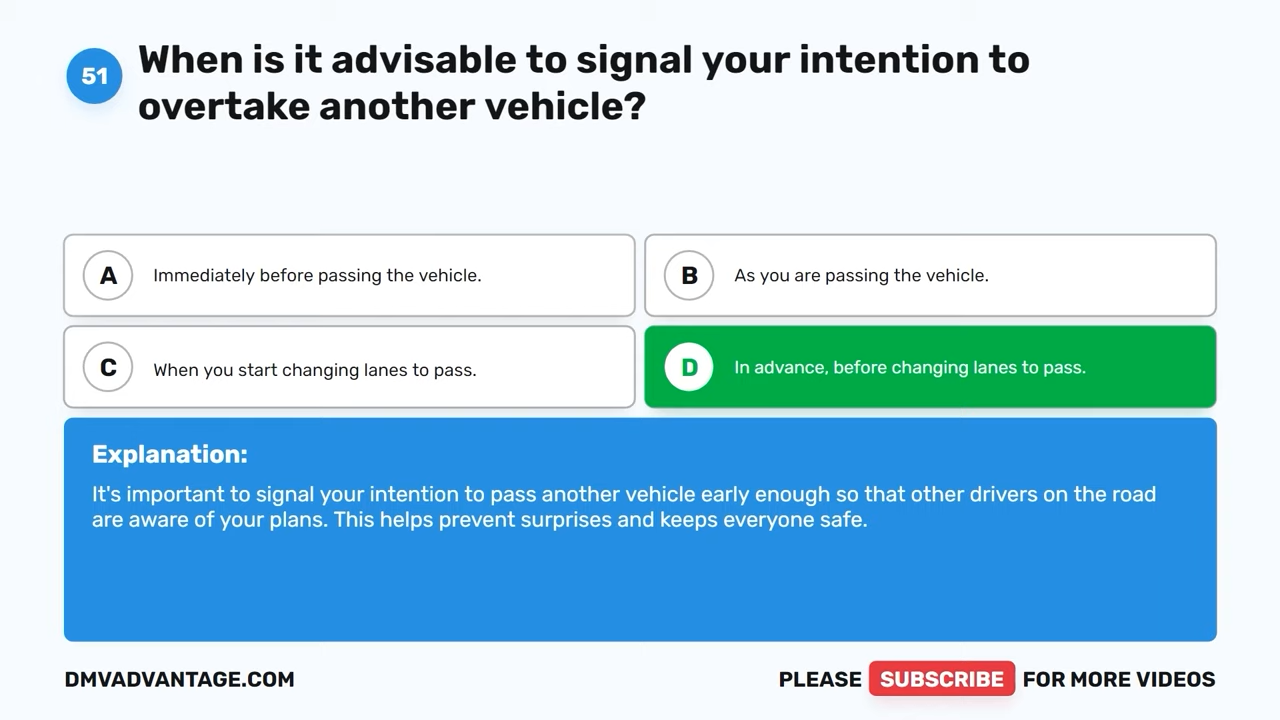 51
When is it advisable to signal your intention to
overtake another vehicle?
A
Immediately before passing the vehicle.
B
As you are passing the vehicle.
C
When you start changing lanes to pass.
D
In advance, before changing lanes to pass.
Explanation:
It's important to signal your intention to pass another vehicle early enough so that other drivers on the road
are aware of your plans. This helps prevent surprises and keeps everyone safe.
DMVADVANTAGE.COM
PLEASE SUBSCRIBE FOR MORE VIDEOS